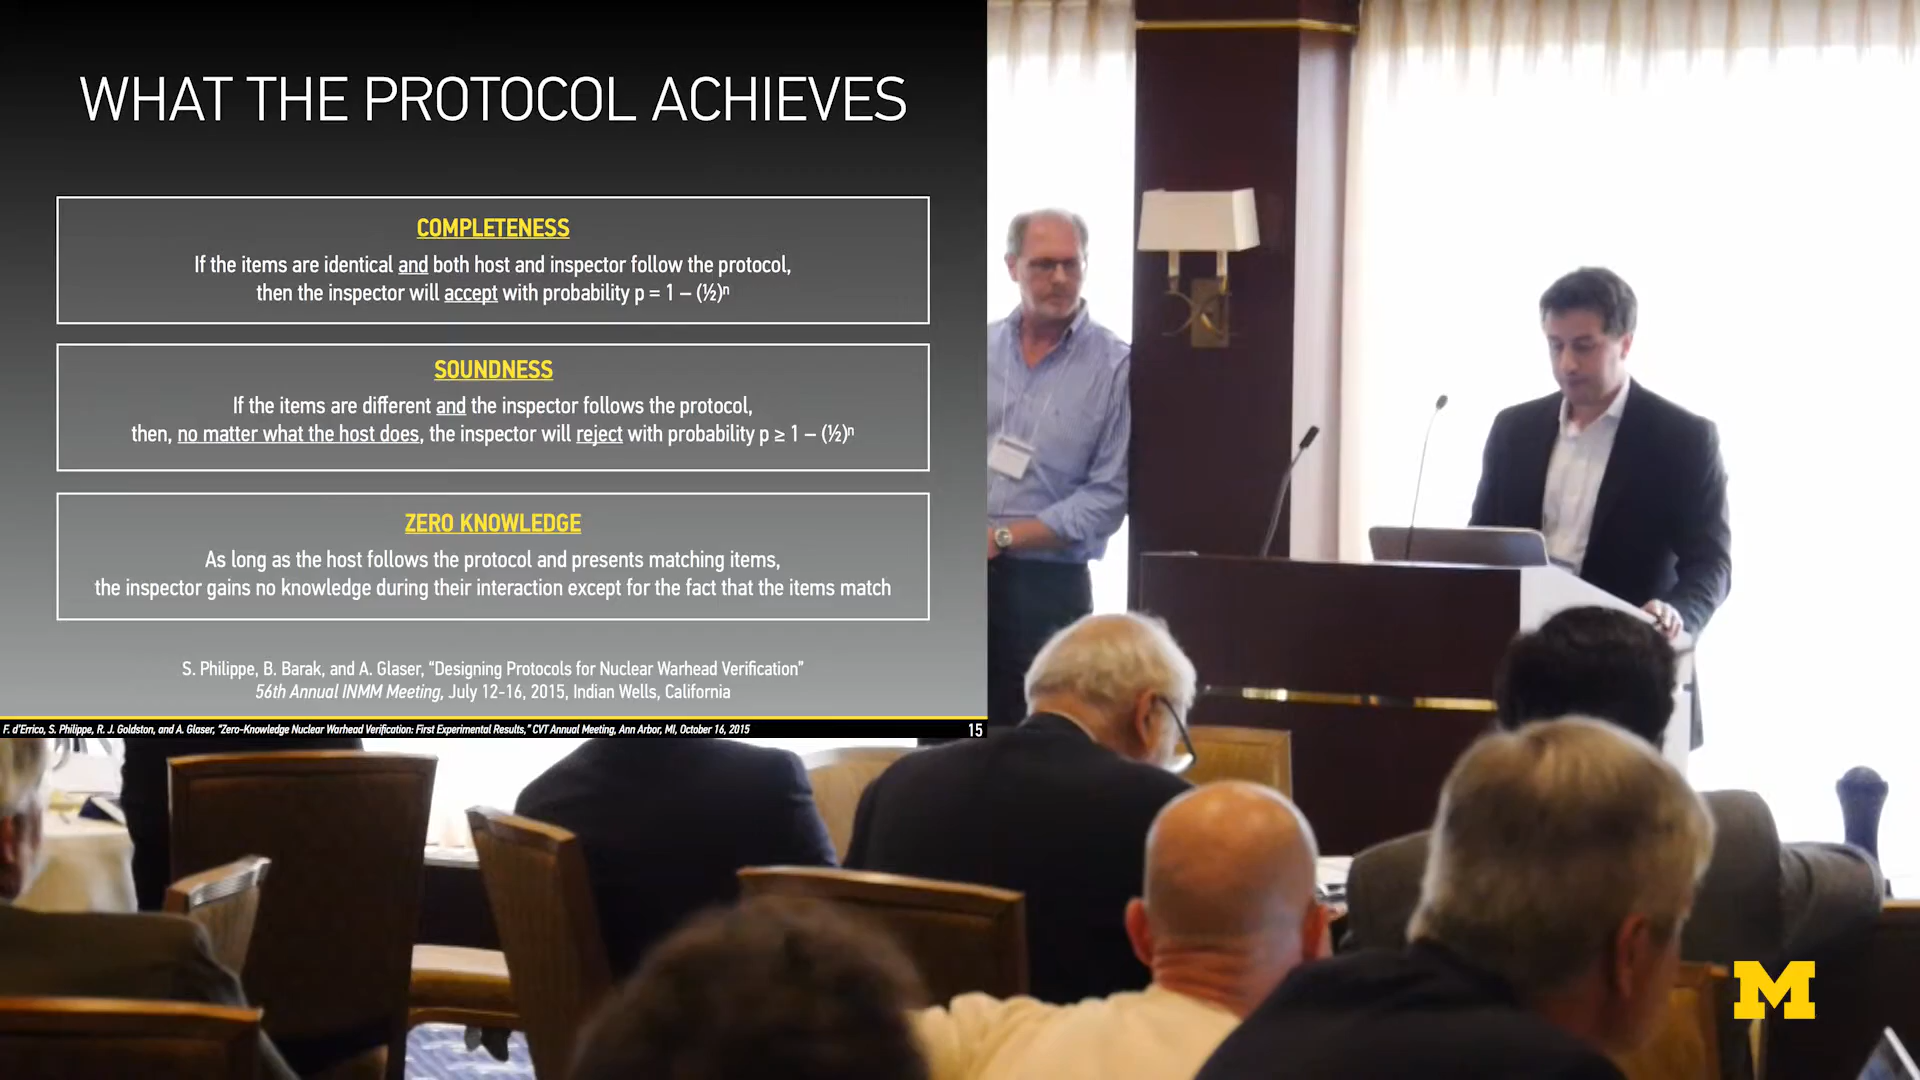 WHAT THE PROTOCOL ACHIEVES
COMPLETENESS
If the items are identical and both host and inspector follow the protocol,
then the inspector will accept with probability p = 1 – (½)ⁿ
SOUNDNESS
If the items are different and the inspector follows the protocol,
then, no matter what the host does, the inspector will reject with probability p ≥ 1 – (½)ⁿ
ZERO KNOWLEDGE
As long as the host follows the protocol and presents matching items,
the inspector gains no knowledge during their interaction except for the fact that the items match
S. Philippe, B. Barak, and A. Glaser, “Designing Protocols for Nuclear Warhead Verification”
56th Annual INMM Meeting, July 12-16, 2015, Indian Wells, California
F. d'Errico, S. Philippe, R. J. Goldston, and A. Glaser, “Zero-Knowledge Nuclear Warhead Verification: First Experimental Results,” CVT Annual Meeting, Ann Arbor, MI, October 16, 2015
15
M